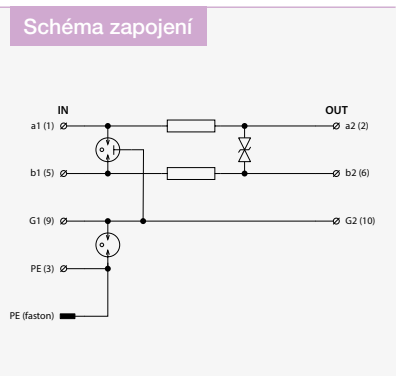 Schéma zapojení
IN OUT
a1 (1) a2 (2)
b1 (5) b2 (6)
G1 (9) G2 (10)
PE (3)
PE (faston)